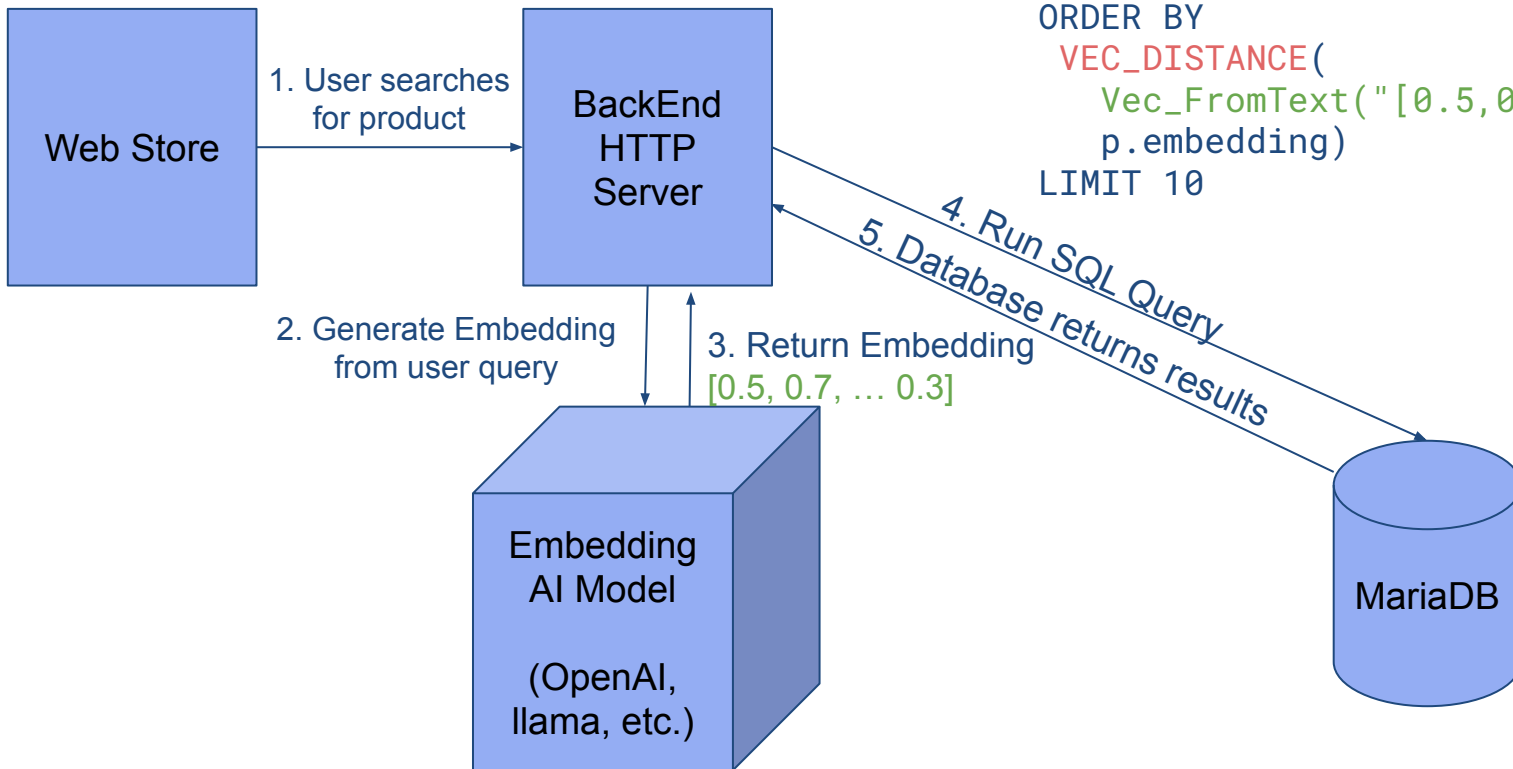 Web Store
1. User searches
for product
BackEnd
HTTP
Server
ORDER BY
VEC_DISTANCE(
Vec_FromText("[0.5,0
p.embedding)
LIMIT 10
4. Run SQL Query
5. Database returns results
2. Generate Embedding
from user query
3. Return Embedding
[0.5, 0.7, … 0.3]
Embedding
AI Model
(OpenAI,
llama, etc.)
MariaDB